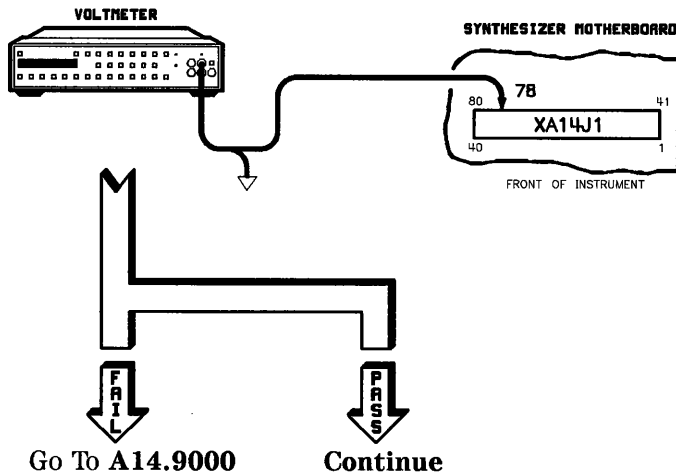 VOLTMETER
SYNTHESIZER MOTHERBOARD
78
80 41
XA14J1
40 1
FRONT OF INSTRUMENT
FAIL
PASS
Go To A14.9000
Continue